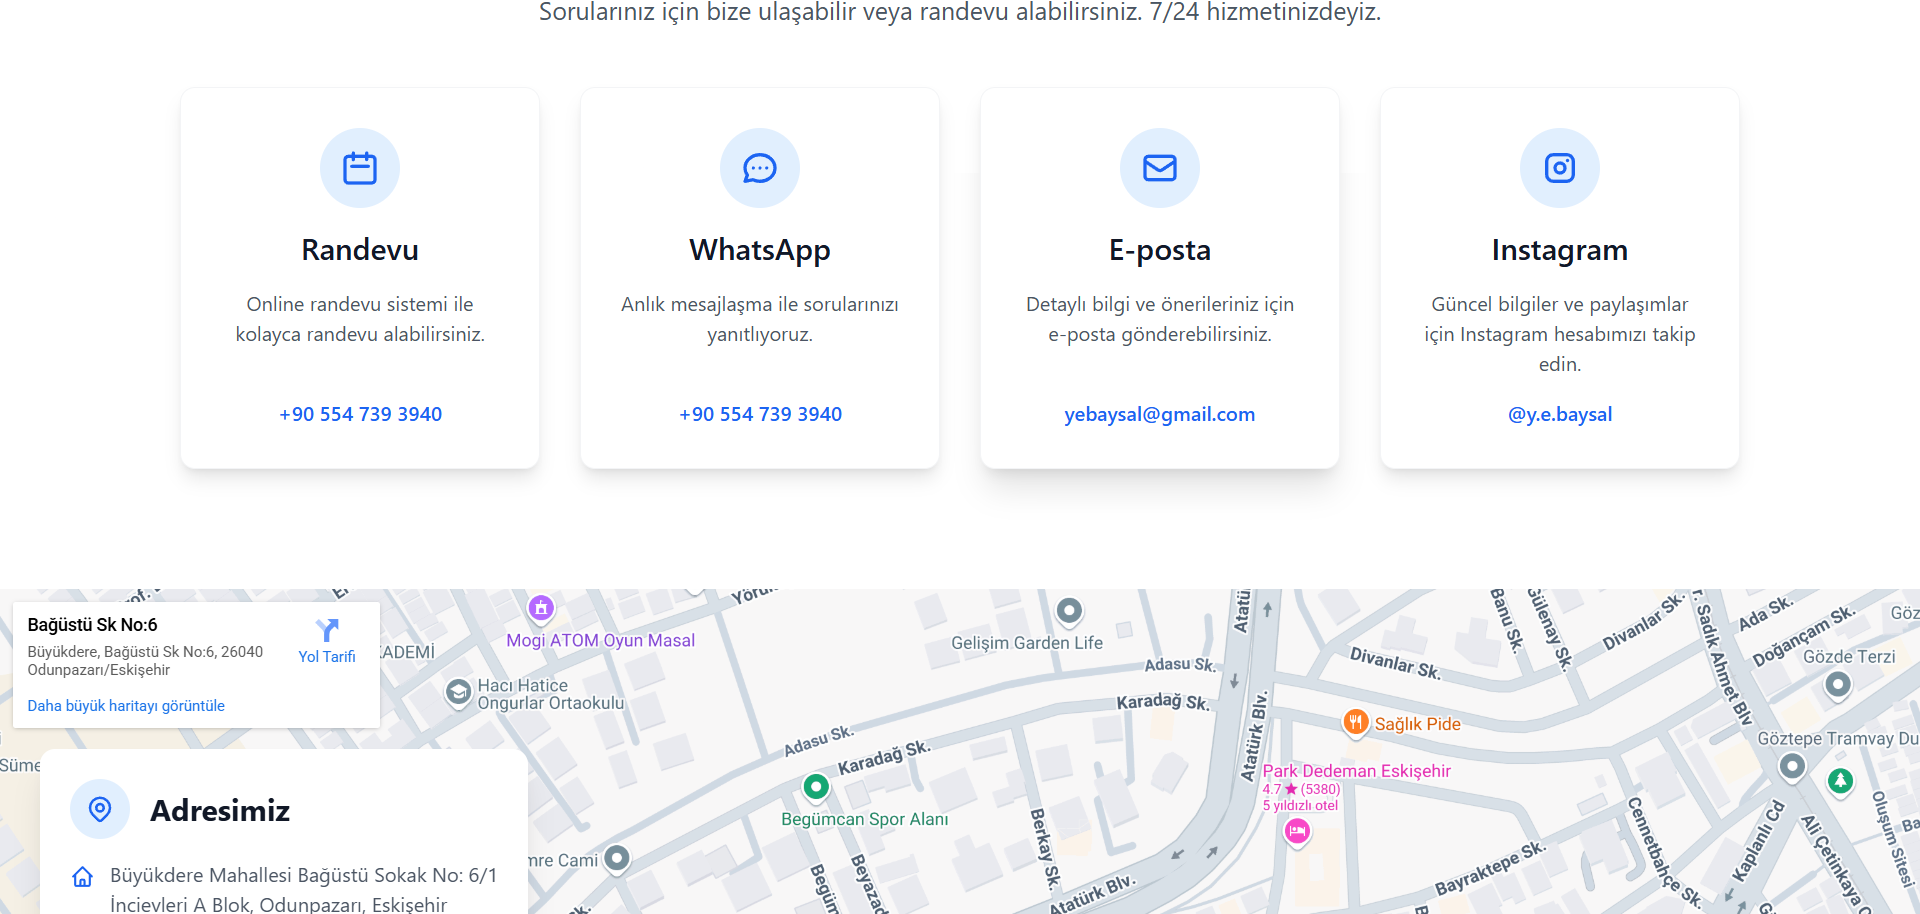 Sorularınız için bize ulaşabilir veya randevu alabilirsiniz. 7/24 hizmetinizdeyiz.
Randevu
Online randevu sistemi ile
kolayca randevu alabilirsiniz.
+90 554 739 3940
WhatsApp
Anlık mesajlaşma ile sorularınızı
yanıtlıyoruz.
+90 554 739 3940
E-posta
Detaylı bilgi ve önerileriniz için
e-posta gönderebilirsiniz.
yebaysal@gmail.com
Instagram
Güncel bilgiler ve paylaşımlar
için Instagram hesabımızı takip
edin.
@y.e.baysal
Bağüstü Sk No:6
Büyükdere, Bağüstü Sk No:6, 26040
Odunpazarı/Eskişehir
Yol Tarifi
Daha büyük haritayı görüntüle
Adresimiz
Büyükdere Mahallesi Bağüstü Sokak No: 6/1
İncievleri A Blok, Odunpazarı, Eskişehir
Mogi ATOM Oyun Masal
Hacı Hatice
Ongurlar Ortaokulu
Gelişim Garden Life
Adasu Sk.
Karadağ Sk.
Adasu Sk.
Karadağ Sk.
Begümcan Spor Alanı
Berkay Sk.
Atatürk Blv.
Atatürk Blv.
Divanlar Sk.
Sağlık Pide
Park Dedeman Eskişehir
4.7 ★ (5380)
5 yıldızlı otel
Banu Sk.
Gülenay Sk.
Divanlar Sk.
Sadık Ahmet Blv
Ada Sk.
Doğançam Sk.
Gözde Terzi
Göztepe Tramvay Du
Bayraktepe Sk.
Cennetbahçe Sk.
Kaplanlı Cd
Ali Çetinkaya
Oluşum Sitesi